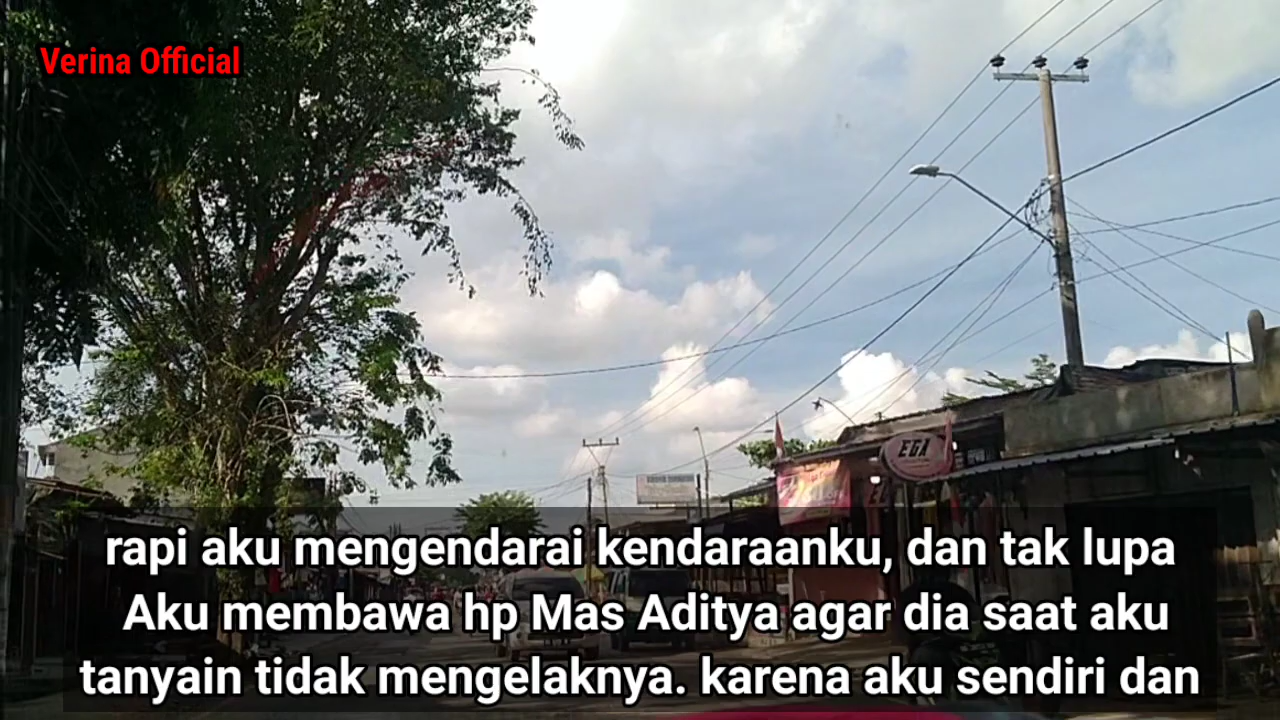 Verina Official
EGA
rapi aku mengendarai kendaraanku, dan tak lupa
Aku membawa hp Mas Aditya agar dia saat aku
tanyain tidak mengelaknya. karena aku sendiri dan